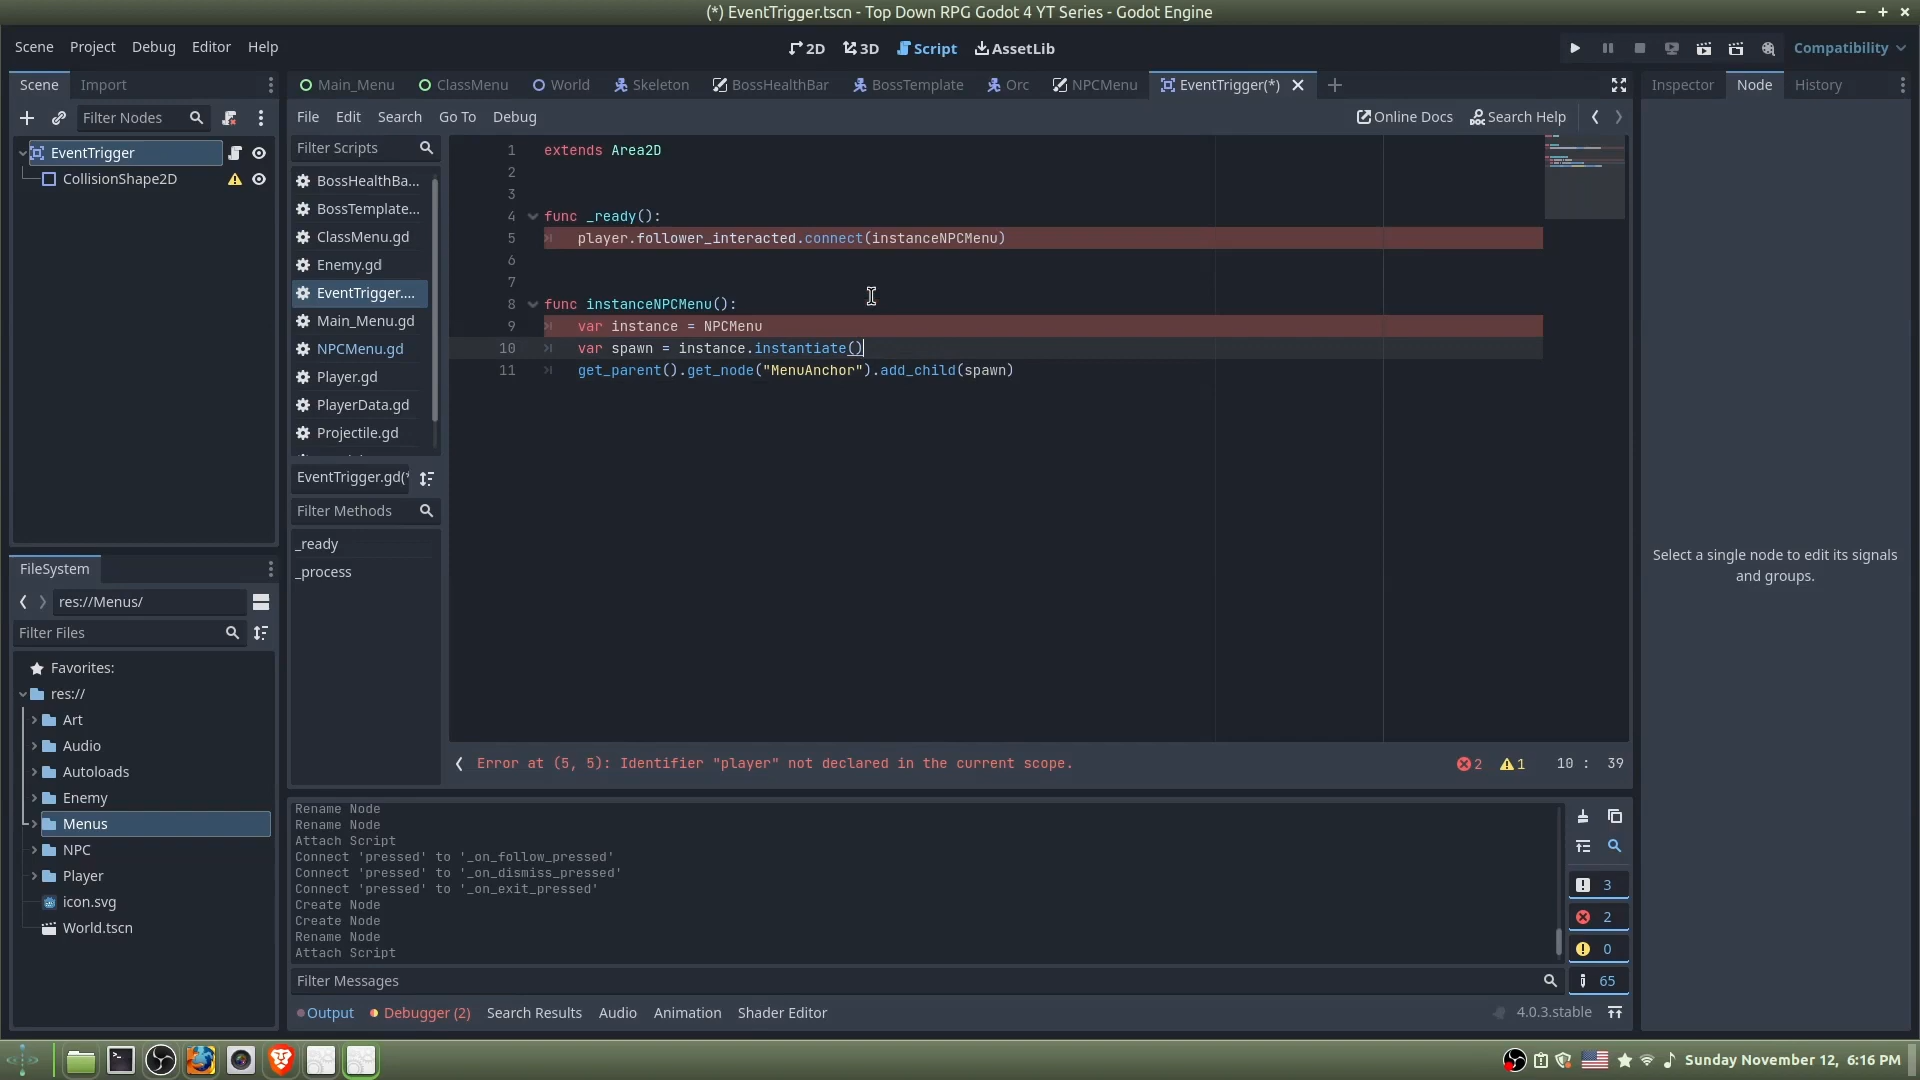 (*) EventTrigger.tscn - Top Down RPG Godot 4 YT Series - Godot Engine
Scene Project Debug Editor Help
2D 3D Script AssetLib
Compatibility
Scene Import
Main_Menu ClassMenu World Skeleton BossHealthBar BossTemplate Orc NPCMenu EventTrigger(*)
Inspector Node History
Filter Nodes
File Edit Search Go To Debug
Online Docs Search Help
EventTrigger
CollisionShape2D
Filter Scripts
BossHealthBa...
BossTemplate...
ClassMenu.gd
Enemy.gd
EventTrigger....
Main_Menu.gd
NPCMenu.gd
Player.gd
PlayerData.gd
Projectile.gd
EventTrigger.gd(*
Filter Methods
_ready
_process
1 extends Area2D
2
3
4 func _ready():
5 player.follower_interacted.connect(instanceNPCMenu)
6
7
8 func instanceNPCMenu():
9 var instance = NPCMenu
10 var spawn = instance.instantiate()
11 get_parent().get_node("MenuAnchor").add_child(spawn)
Error at (5, 5): Identifier "player" not declared in the current scope.
2 1 10 : 39
Select a single node to edit its signals
and groups.
FileSystem
res://Menus/
Filter Files
Favorites:
res://
Art
Audio
Autoloads
Enemy
Menus
NPC
Player
icon.svg
World.tscn
Rename Node
Rename Node
Attach Script
Connect 'pressed' to '_on_follow_pressed'
Connect 'pressed' to '_on_dismiss_pressed'
Connect 'pressed' to '_on_exit_pressed'
Create Node
Create Node
Rename Node
Attach Script
3
2
0
65
Filter Messages
Output Debugger (2) Search Results Audio Animation Shader Editor
4.0.3.stable
Sunday November 12, 6:16 PM